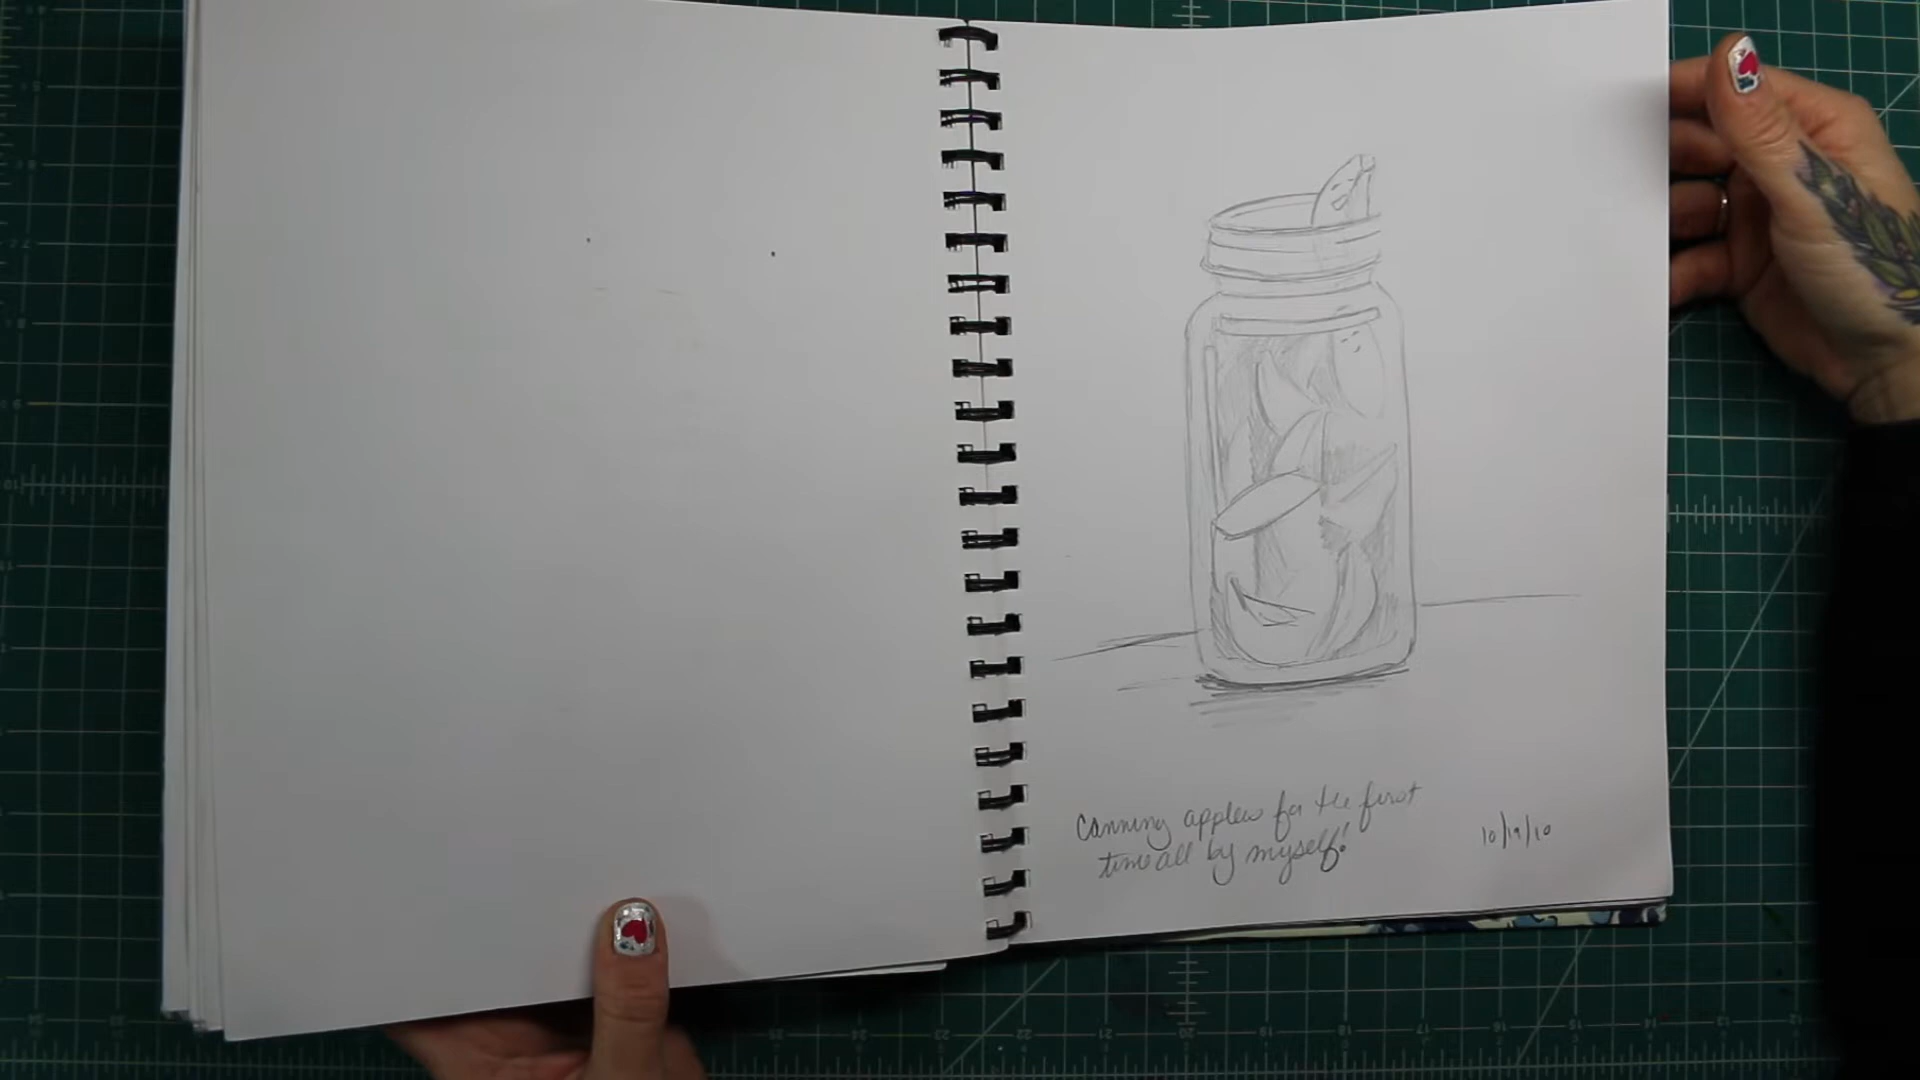 canning apples for the first
time all by myself!
10/19/10